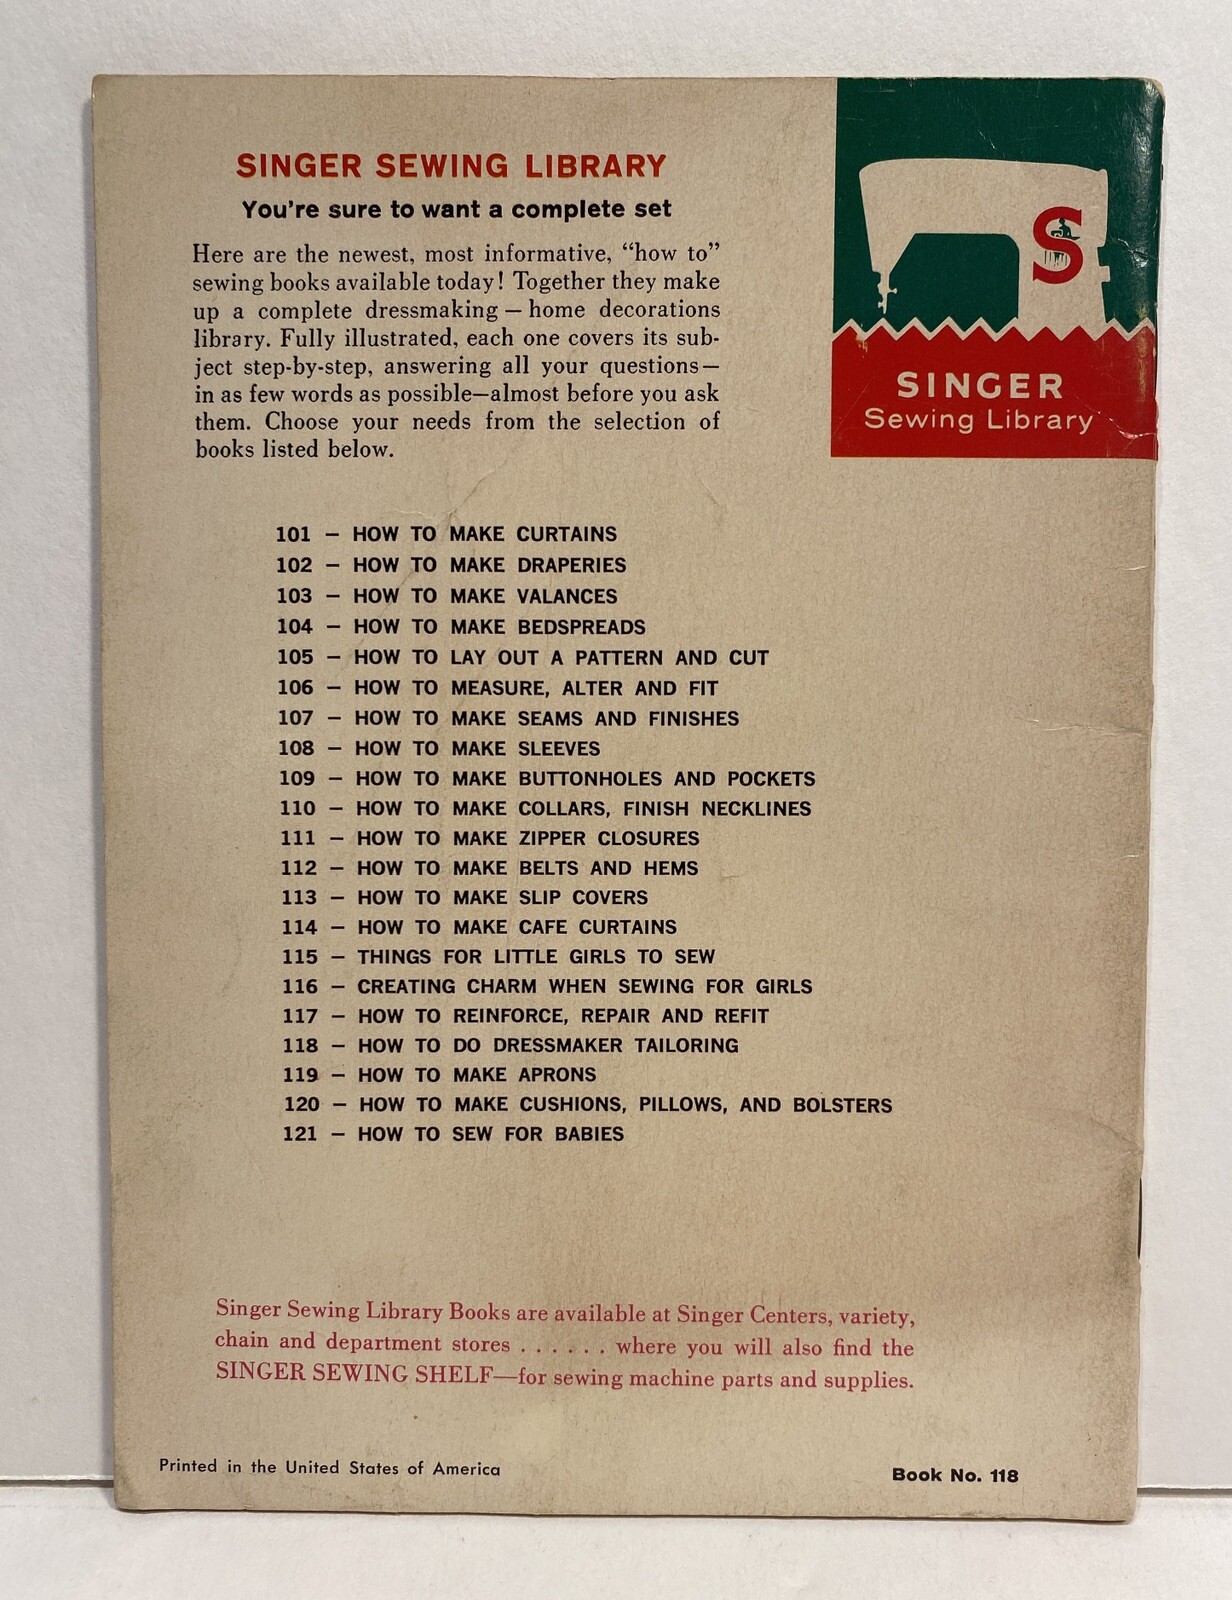 SINGER SEWING LIBRARY
You're sure to want a complete set
Here are the newest, most informative, “how to”
sewing books available today! Together they make
up a complete dressmaking — home decorations
library. Fully illustrated, each one covers its sub-
ject step-by-step, answering all your questions—
in as few words as possible—almost before you ask
them. Choose your needs from the selection of
books listed below.
S
SINGER
Sewing Library
101 – HOW TO MAKE CURTAINS
102 – HOW TO MAKE DRAPERIES
103 – HOW TO MAKE VALANCES
104 – HOW TO MAKE BEDSPREADS
105 – HOW TO LAY OUT A PATTERN AND CUT
106 – HOW TO MEASURE, ALTER AND FIT
107 – HOW TO MAKE SEAMS AND FINISHES
108 – HOW TO MAKE SLEEVES
109 – HOW TO MAKE BUTTONHOLES AND POCKETS
110 – HOW TO MAKE COLLARS, FINISH NECKLINES
111 – HOW TO MAKE ZIPPER CLOSURES
112 – HOW TO MAKE BELTS AND HEMS
113 – HOW TO MAKE SLIP COVERS
114 – HOW TO MAKE CAFE CURTAINS
115 – THINGS FOR LITTLE GIRLS TO SEW
116 – CREATING CHARM WHEN SEWING FOR GIRLS
117 – HOW TO REINFORCE, REPAIR AND REFIT
118 – HOW TO DO DRESSMAKER TAILORING
119 – HOW TO MAKE APRONS
120 – HOW TO MAKE CUSHIONS, PILLOWS, AND BOLSTERS
121 – HOW TO SEW FOR BABIES
Singer Sewing Library Books are available at Singer Centers, variety,
chain and department stores . . . . . . where you will also find the
SINGER SEWING SHELF—for sewing machine parts and supplies.
Printed in the United States of America
Book No. 118